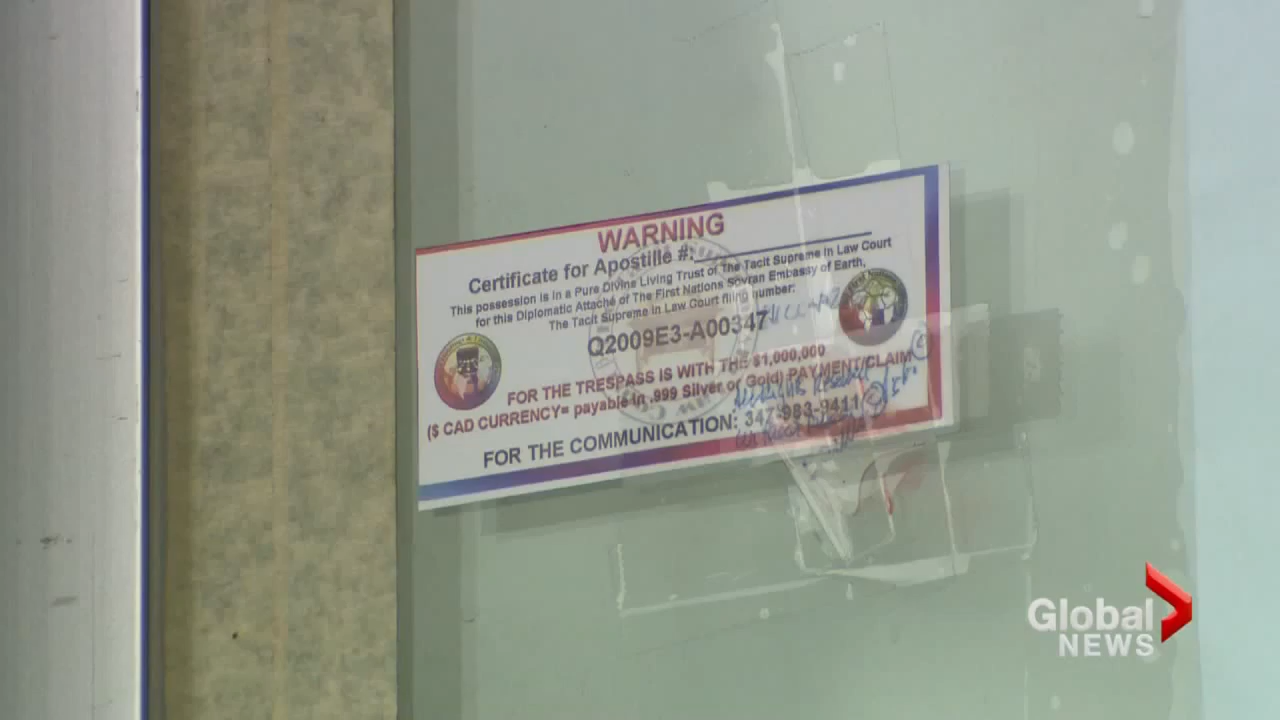 WARNING
Certificate for Apostille #:
This possession is in a Pure Divine Living Trust of The Tacit Supreme In Law Court
for this Diplomatic Attaché of The First Nations Sovran Embassy of Earth,
The Tacit Supreme in Law Court filing number:
Q2009E3-A00347
FOR THE TRESPASS IS WITH THE $1,000,000
($ CAD CURRENCY= payable in .999 Silver or Gold) PAYMENT/CLAIM
FOR THE COMMUNICATION: 347-983-9411
Global
NEWS